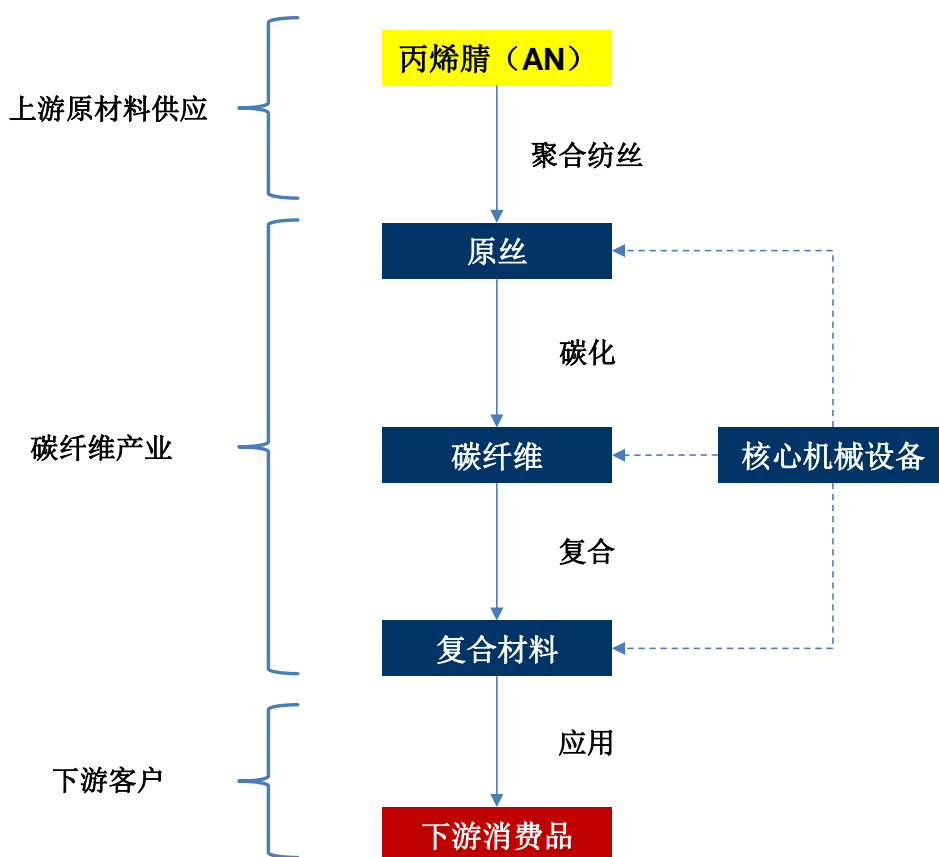 丙烯腈（AN）
上游原材料供应
聚合纺丝
原丝
碳化
碳纤维产业
碳纤维
核心机械设备
复合
复合材料
应用
下游客户
下游消费品